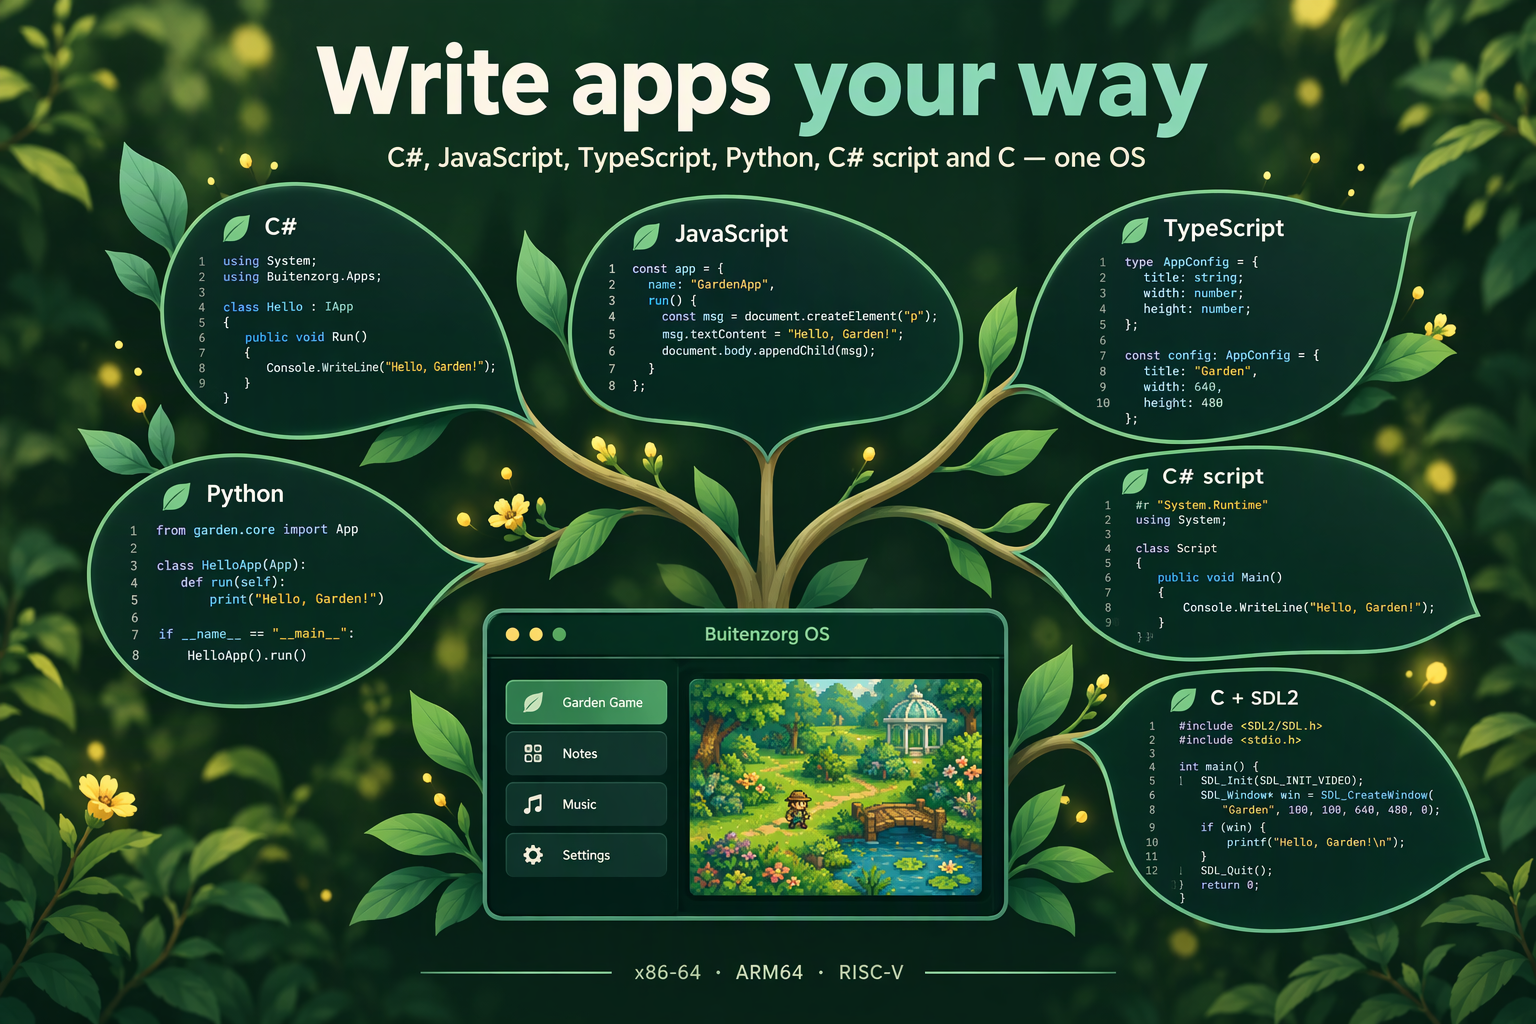 Write apps your way
C#, JavaScript, TypeScript, Python, C# script and C — one OS
C#
1 using System;
2 using Buitenzorg.Apps;
3
4 class Hello : IApp
5 {
6 public void Run()
7 {
8 Console.WriteLine("Hello, Garden!");
9 }
}
JavaScript
1 const app = {
2 name: "GardenApp",
3 run() {
4 const msg = document.createElement("p");
5 msg.textContent = "Hello, Garden!";
6 document.body.appendChild(msg);
7 }
8 };
TypeScript
1 type AppConfig = {
2 title: string;
3 width: number;
4 height: number;
5 };
6
7 const config: AppConfig = {
8 title: "Garden",
9 width: 640,
10 height: 480
};
Python
1 from garden.core import App
2
3 class HelloApp(App):
4 def run(self):
5 print("Hello, Garden!")
6
7 if __name__ == "__main__":
8 HelloApp().run()
C# script
1 #r "System.Runtime"
2 using System;
3
4 class Script
5 {
6 public void Main()
7 {
8 Console.WriteLine("Hello, Garden!");
9 }
}
C + SDL2
1 #include <SDL2/SDL.h>
2 #include <stdio.h>
3
4 int main() {
5 SDL_Init(SDL_INIT_VIDEO);
6 SDL_Window* win = SDL_CreateWindow(
8 "Garden", 100, 100, 640, 480, 0);
9 if (win) {
10 printf("Hello, Garden!\n");
11 }
12 SDL_Quit();
return 0;
}
Buitenzorg OS
Garden Game
Notes
Music
Settings
x86-64 · ARM64 · RISC-V